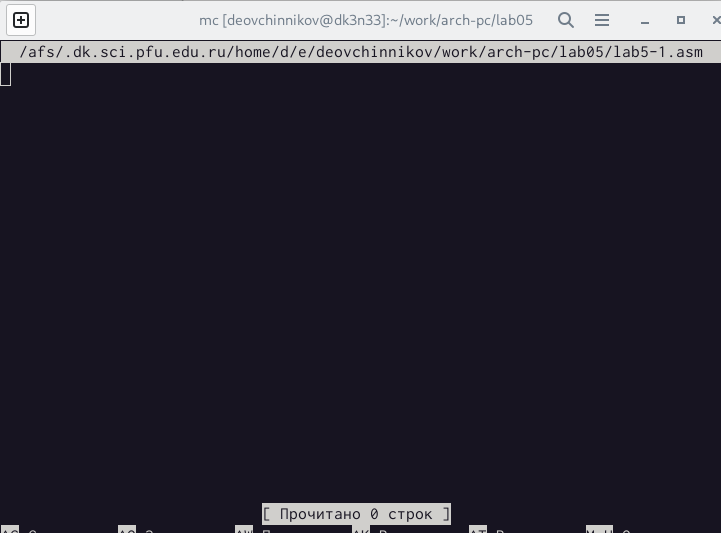 mc [deovchinnikov@dk3n33]:~/work/arch-pc/lab05
/afs/.dk.sci.pfu.edu.ru/home/d/e/deovchinnikov/work/arch-pc/lab05/lab5-1.asm
[ Прочитано 0 строк ]